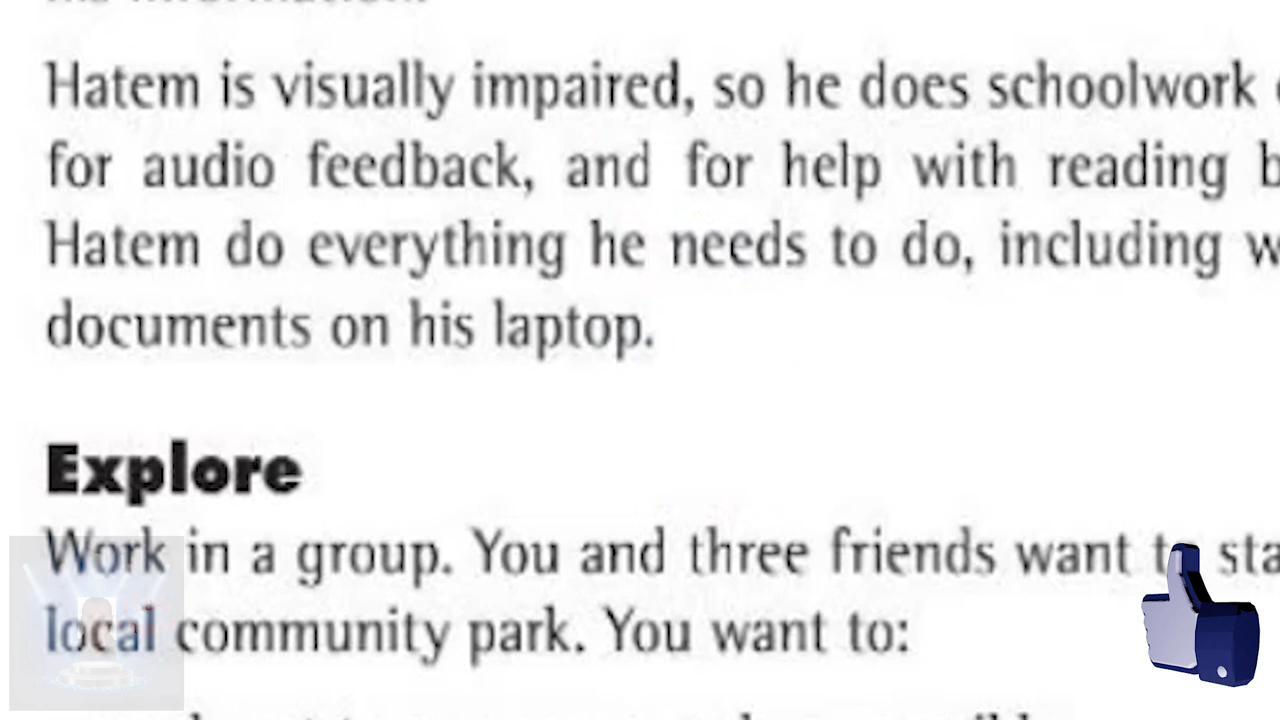 Hatem is visually impaired, so he does schoolwork
for audio feedback, and for help with reading
Hatem do everything he needs to do, including
documents on his laptop.
Explore
Work in a group. You and three friends want to
local community park. You want to: